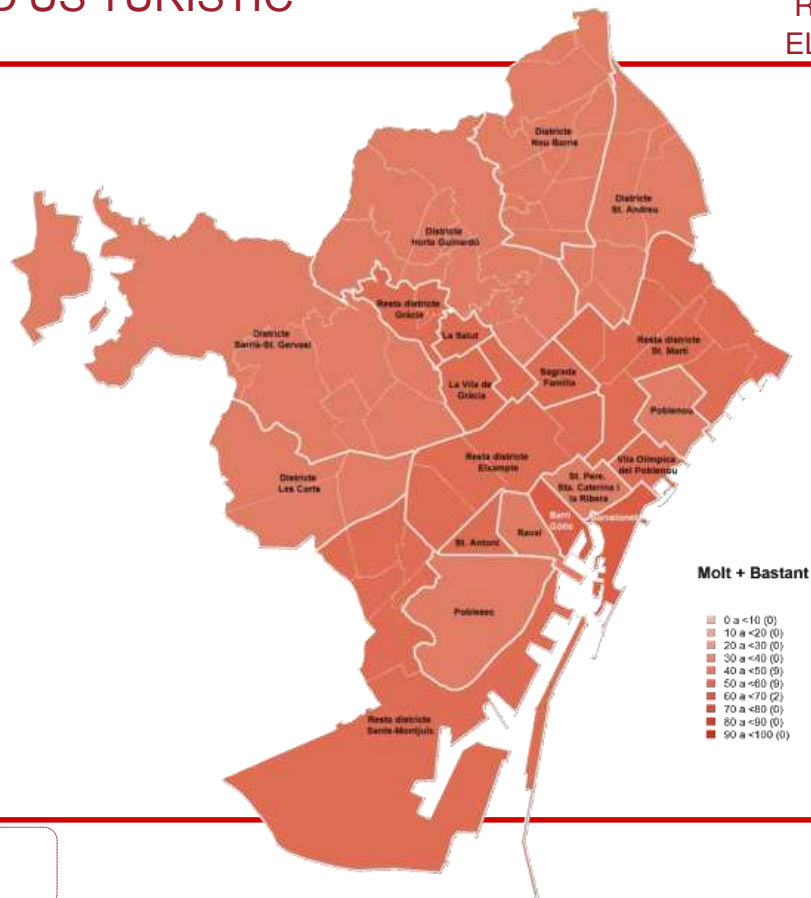 D'ÚS TURÍSTIC
R
EL
Districte
Nou Barris
Districte
St. Andreu
Districte
Horta Guinardó
Resta districte
Gràcia
La Salut
Districte
Sarrià-St. Gervasi
Resta districte
St. Martí
Sagrada
Família
La Vila de
Gràcia
Poblenou
Resta districte
Eixample
Vila Olímpica
del Poblenou
Districte
Les Corts
St. Pere,
Sta. Caterina i
la Ribera
Barri
Gòtic
Barceloneta
Raval
St. Antoni
Poblesec
Resta districte
Sants-Montjuïc
Molt + Bastant
0 a <10 (0)
10 a <20 (0)
20 a <30 (0)
30 a <40 (0)
40 a <50 (9)
50 a <60 (9)
60 a <70 (2)
70 a <80 (0)
80 a <90 (0)
90 a <100 (0)